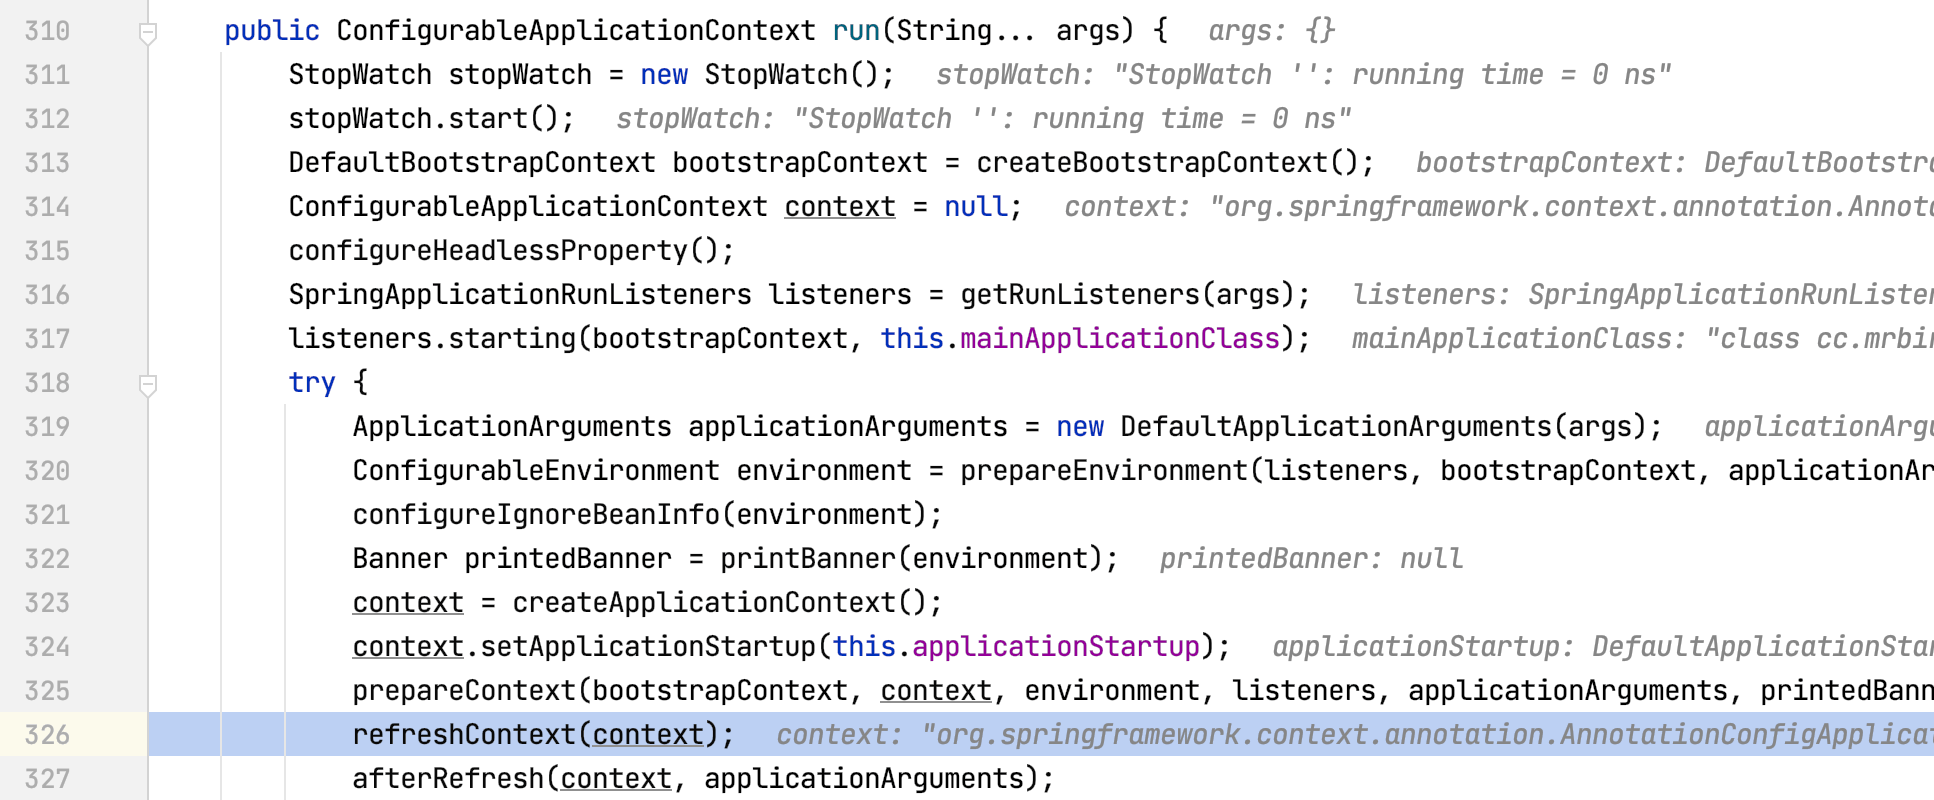 310 public ConfigurableApplicationContext run(String... args) { args: {}
311 StopWatch stopWatch = new StopWatch(); stopWatch: "StopWatch '': running time = 0 ns"
312 stopWatch.start(); stopWatch: "StopWatch '': running time = 0 ns"
313 DefaultBootstrapContext bootstrapContext = createBootstrapContext(); bootstrapContext: DefaultBootstr
314 ConfigurableApplicationContext context = null; context: "org.springframework.context.annotation.Annot
315 configureHeadlessProperty();
316 SpringApplicationRunListeners listeners = getRunListeners(args); listeners: SpringApplicationRunListe
317 listeners.starting(bootstrapContext, this.mainApplicationClass); mainApplicationClass: "class cc.mrbi
318 try {
319 ApplicationArguments applicationArguments = new DefaultApplicationArguments(args); applicationArg
320 ConfigurableEnvironment environment = prepareEnvironment(listeners, bootstrapContext, applicationAr
321 configureIgnoreBeanInfo(environment);
322 Banner printedBanner = printBanner(environment); printedBanner: null
323 context = createApplicationContext();
324 context.setApplicationStartup(this.applicationStartup); applicationStartup: DefaultApplicationSta
325 prepareContext(bootstrapContext, context, environment, listeners, applicationArguments, printedBann
326 refreshContext(context); context: "org.springframework.context.annotation.AnnotationConfigApplicat
327 afterRefresh(context, applicationArguments);